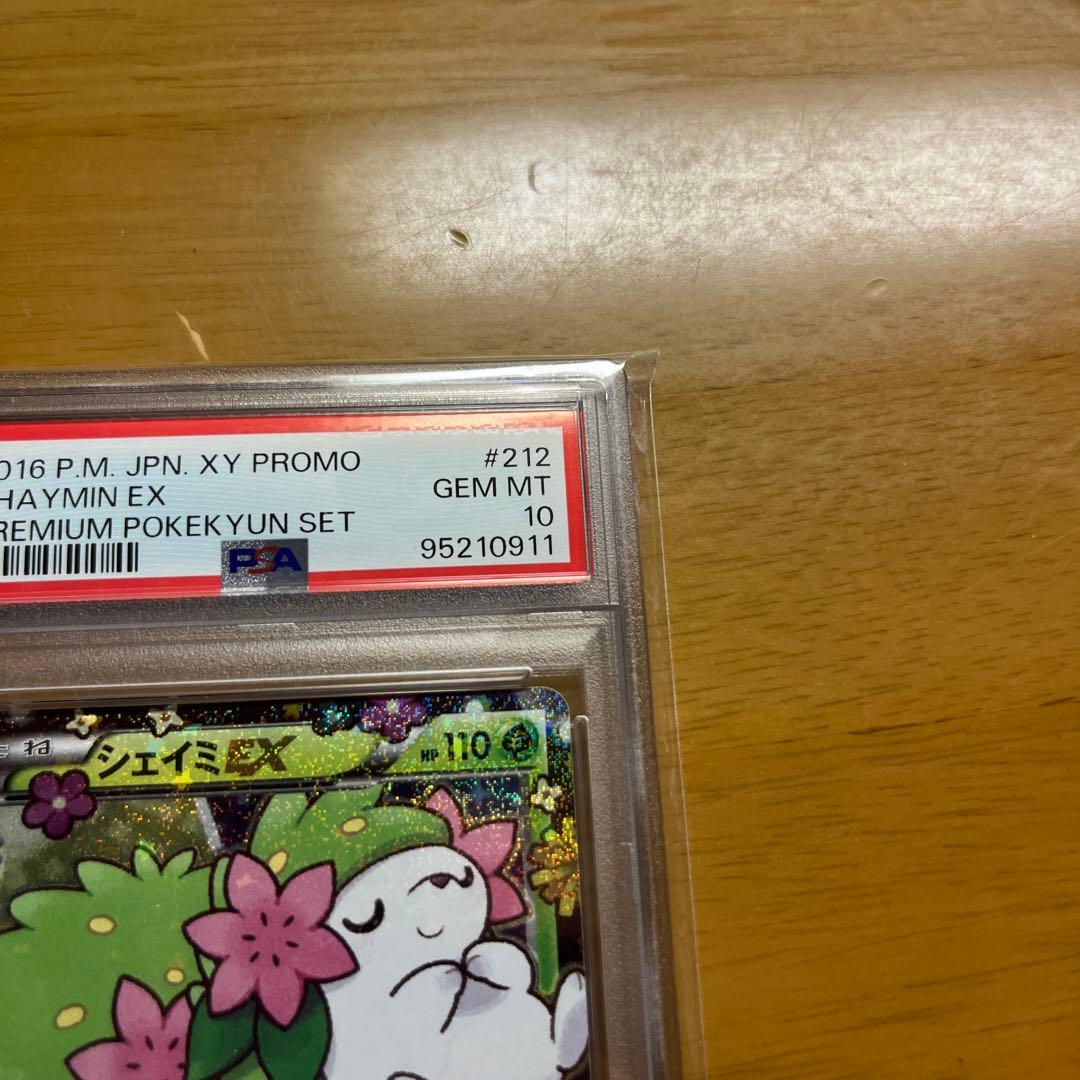 016 P.M. JPN. XY PROMO #212
HAYMIN EX GEM MT
REMIUM POKEKYUN SET 10
PSA 95210911
ね シェイミEX HP 110